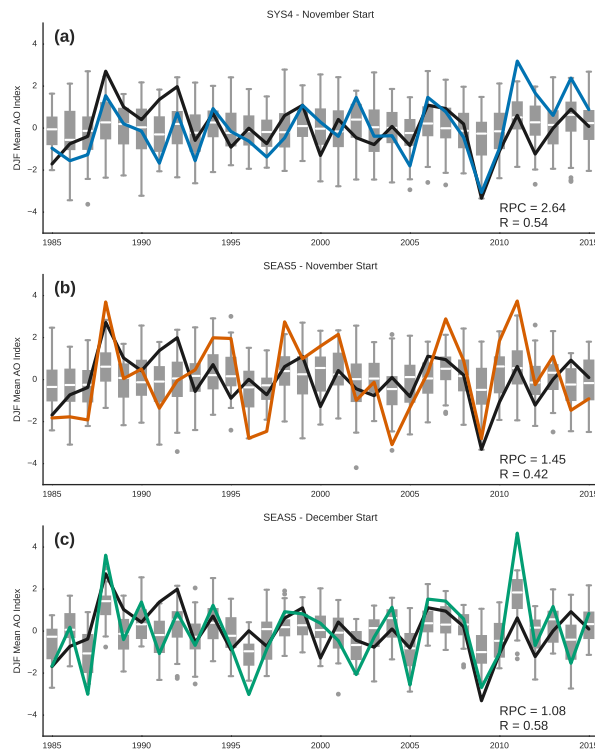 SYS4 - November Start
(a)
DJF Mean AO Index
4
2
0
−2
−4
RPC = 2.64
R = 0.54
1985 1990 1995 2000 2005 2010 2015
SEAS5 - November Start
(b)
DJF Mean AO Index
4
2
0
−2
−4
RPC = 1.45
R = 0.42
1985 1990 1995 2000 2005 2010 2015
SEAS5 - December Start
(c)
DJF Mean AO Index
4
2
0
−2
−4
RPC = 1.08
R = 0.58
1985 1990 1995 2000 2005 2010 2015